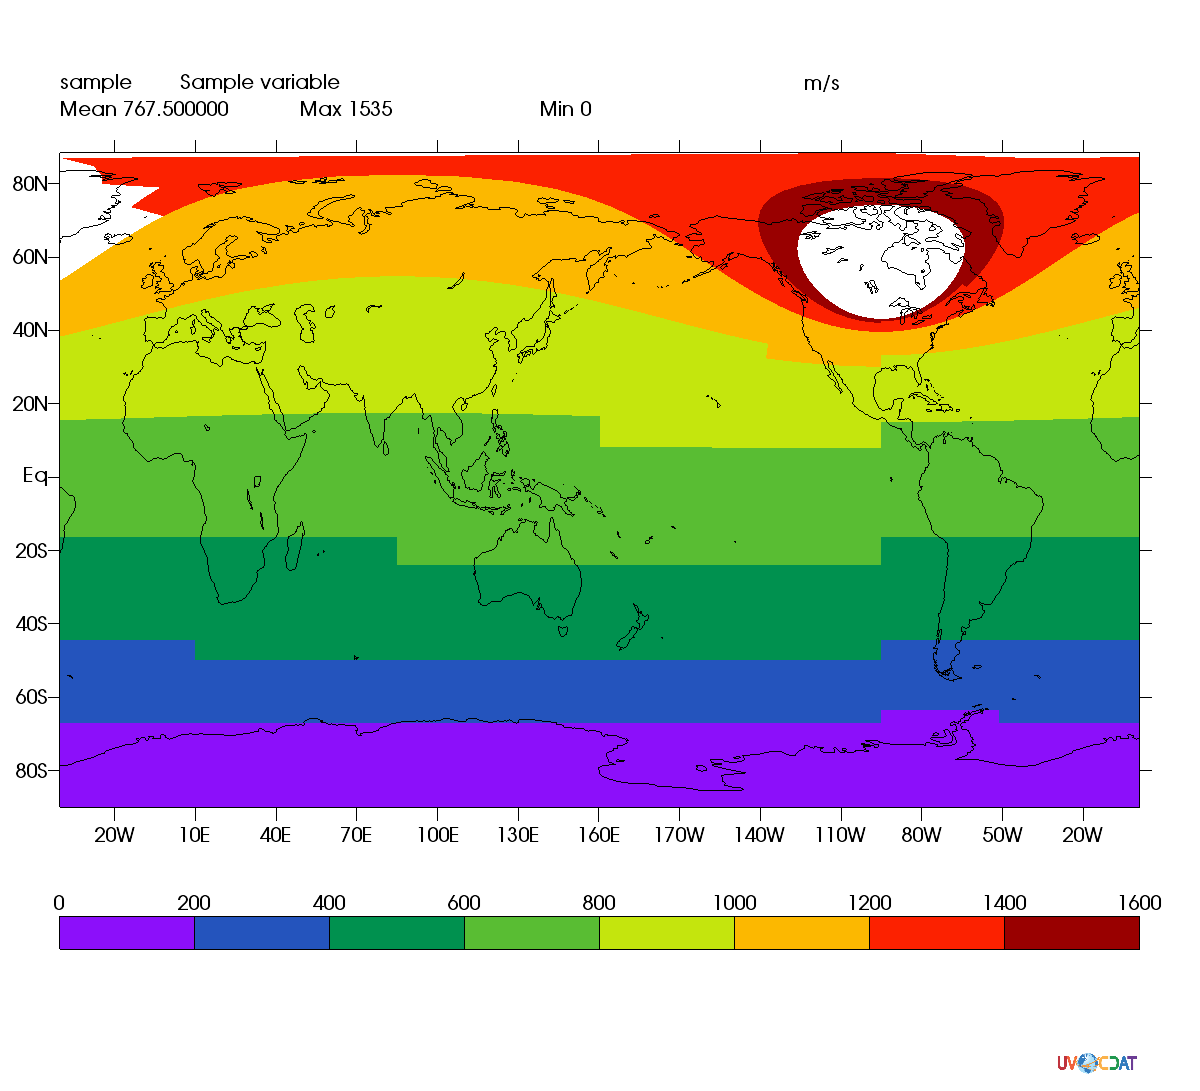 sample Sample variable m/s
Mean 767.500000 Max 1535 Min 0
80N
60N
40N
20N
Eq
20S
40S
60S
80S
20W 10E 40E 70E 100E 130E 160E 170W 140W 110W 80W 50W 20W
0 200 400 600 800 1000 1200 1400 1600
UV CDAT